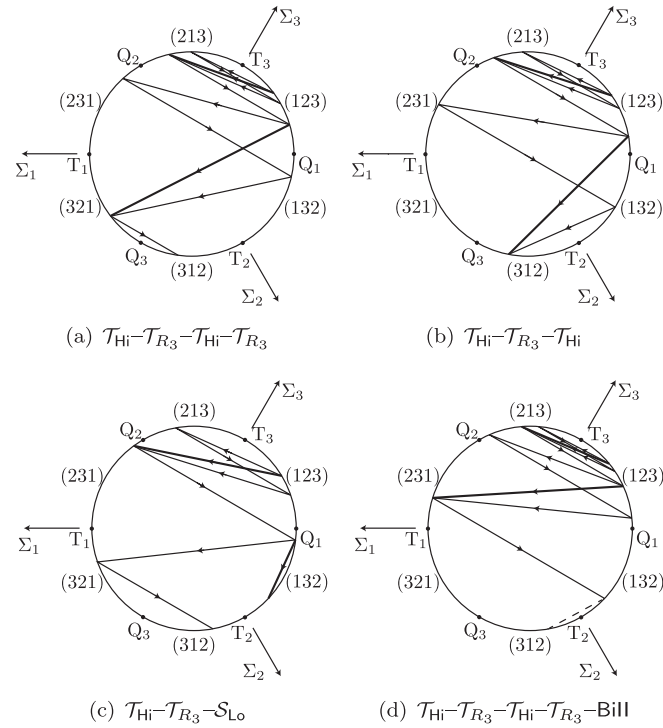 Σ3
(213)
Q2
T3
(231)
(123)
Σ1
T1
Q1
(321)
(132)
Q3
(312)
T2
Σ2
(a) 𝒯Hi–𝒯R3–𝒯Hi–𝒯R3
Σ3
(213)
Q2
T3
(231)
(123)
Σ1
T1
Q1
(321)
(132)
Q3
(312)
T2
Σ2
(b) 𝒯Hi–𝒯R3–𝒯Hi
Σ3
(213)
Q2
T3
(231)
(123)
Σ1
T1
Q1
(321)
(132)
Q3
(312)
T2
Σ2
(c) 𝒯Hi–𝒯R3–𝒮Lo
Σ3
(213)
Q2
T3
(231)
(123)
Σ1
T1
Q1
(321)
(132)
Q3
(312)
T2
Σ2
(d) 𝒯Hi–𝒯R3–𝒯Hi–𝒯R3–BiII